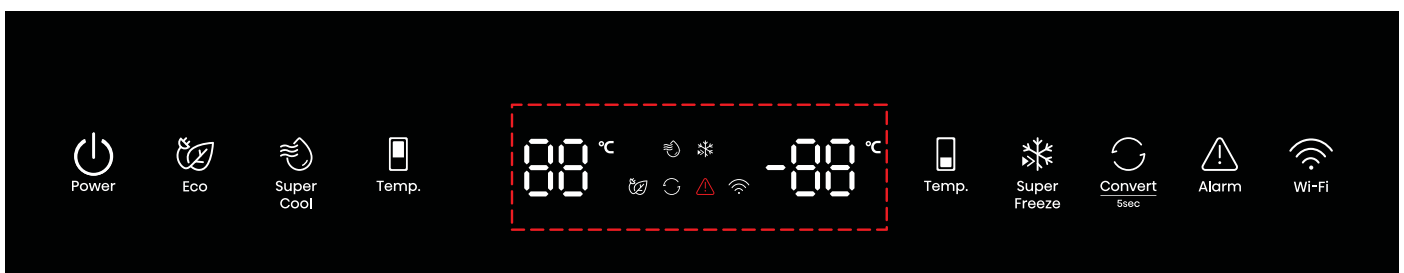 Power
Eco
Super
Cool
Temp.
88 °C
-88 °C
Temp.
Super
Freeze
Convert
5sec
Alarm
Wi-Fi